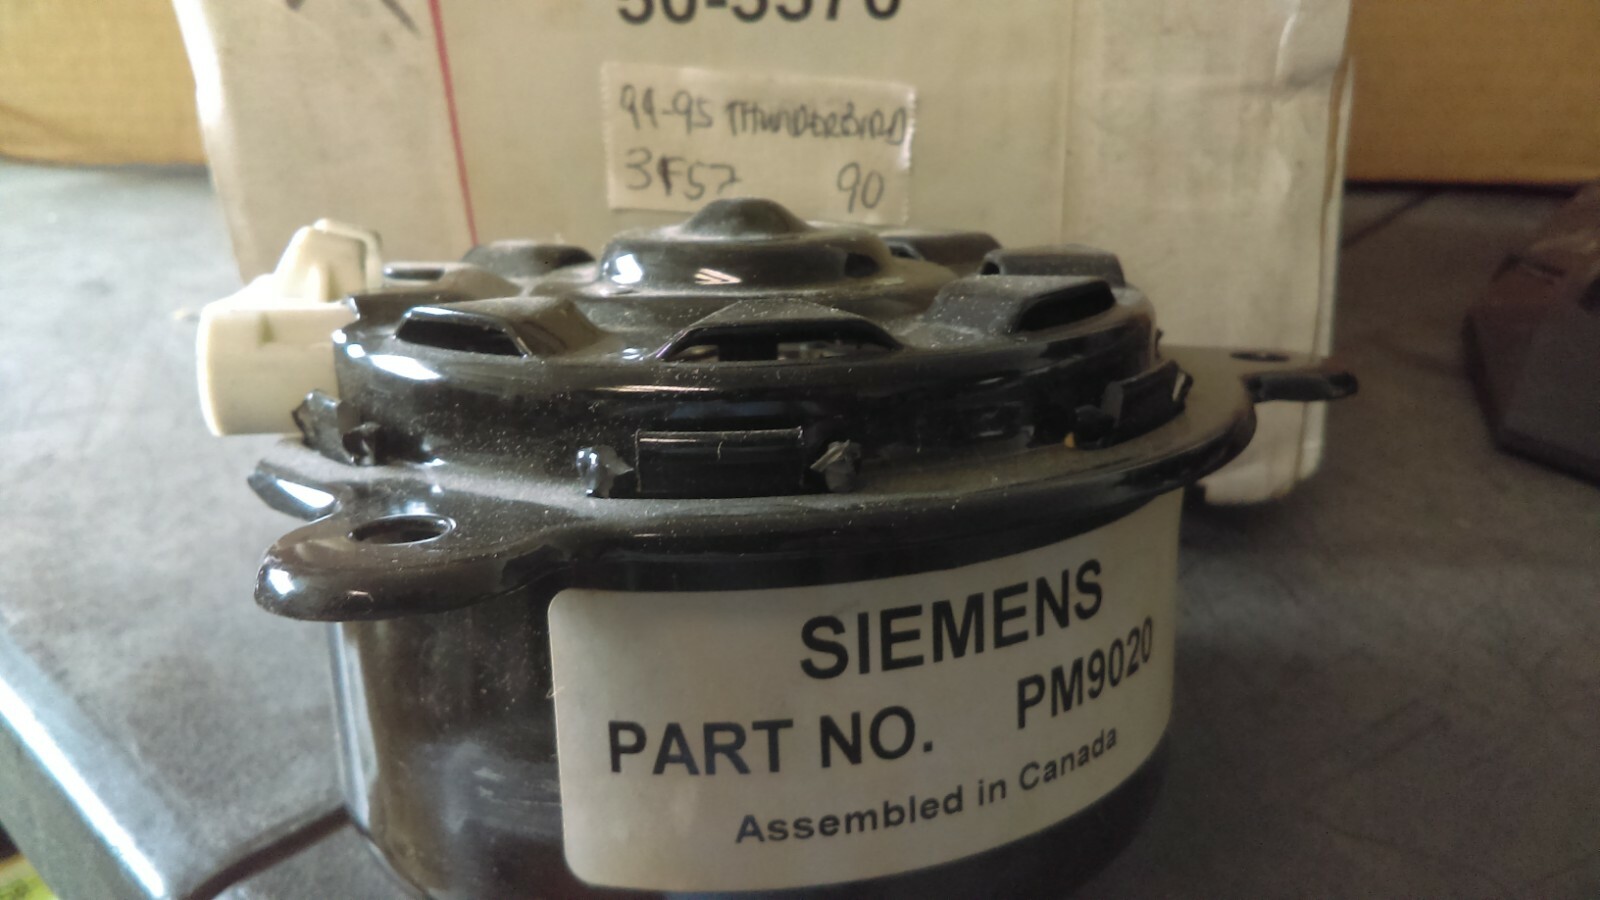 94-95 THUNDERBIRD
3F57 90
SIEMENS
PART NO. PM9020
Assembled in Canada